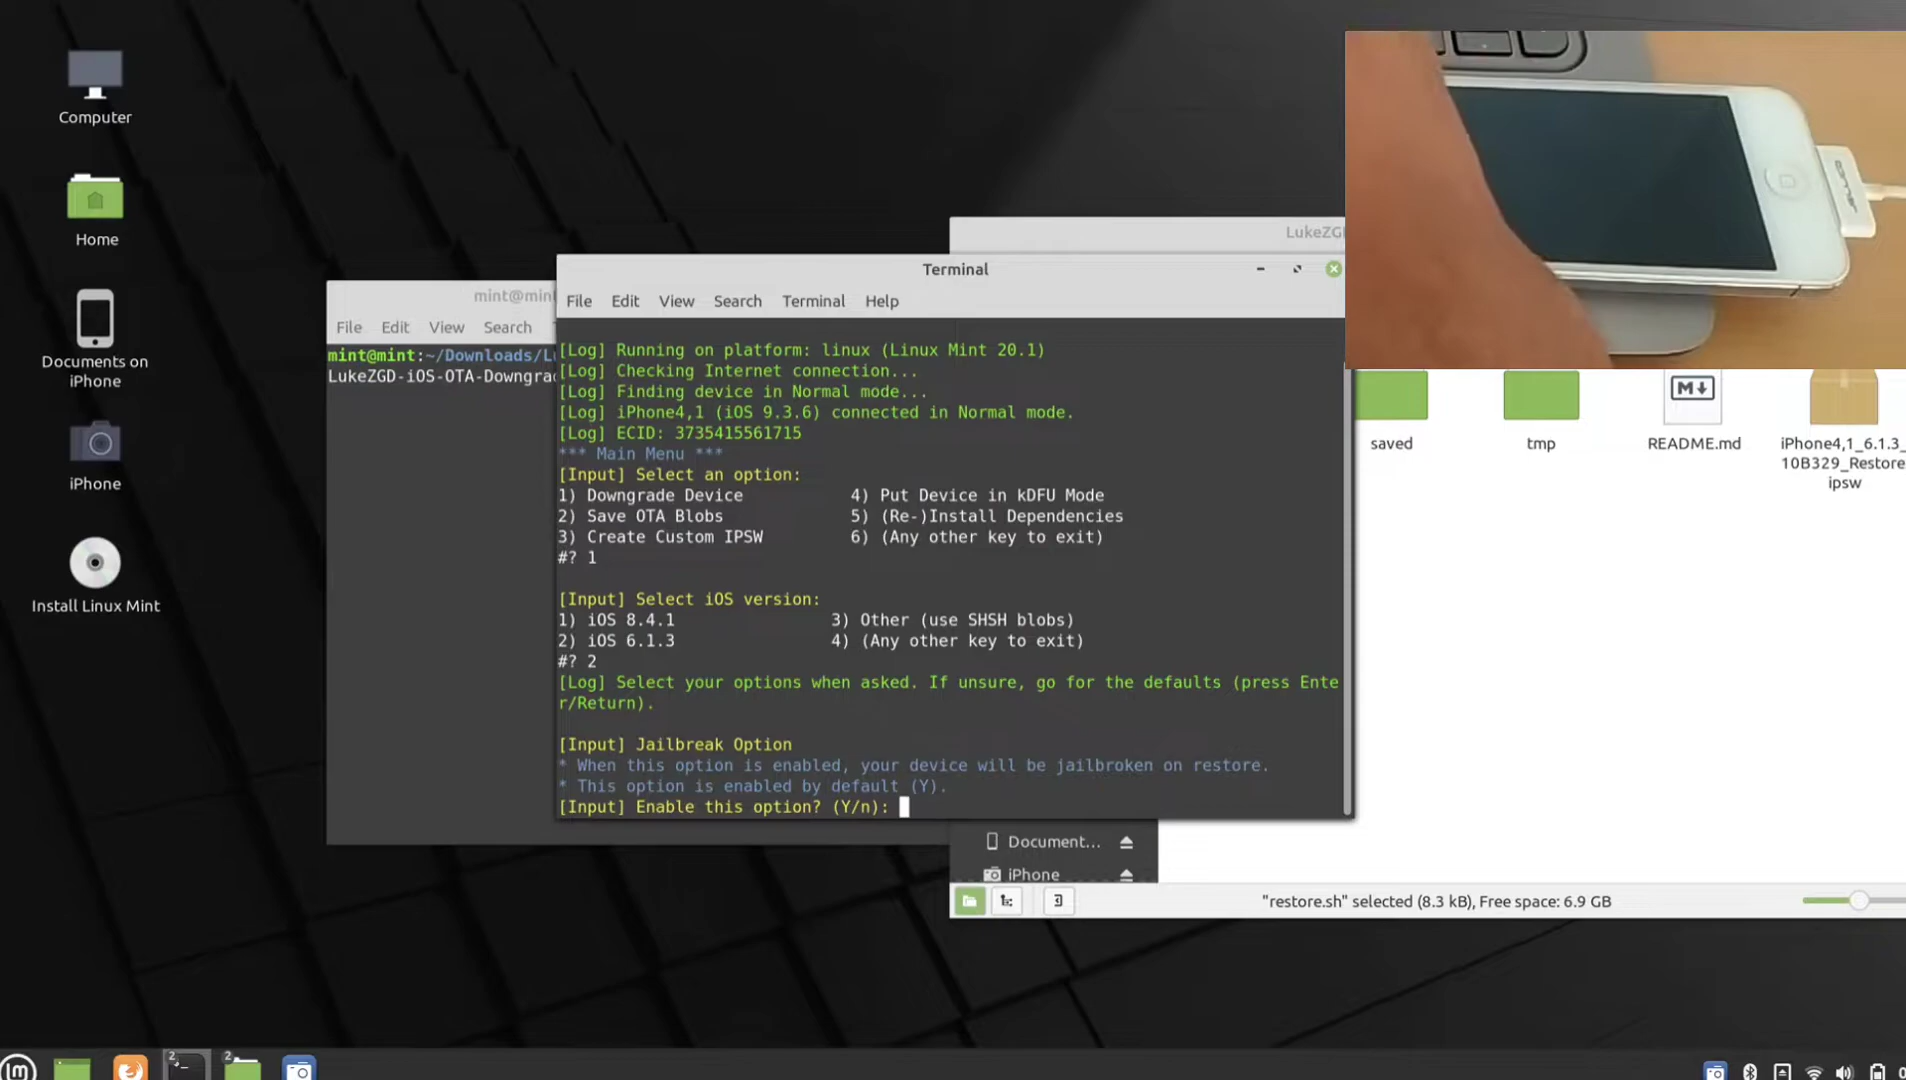 Computer
Home
Documents on
iPhone
iPhone
Install Linux Mint
mint@min
File Edit View Search
mint@mint:~/Downloads/L
LukeZGD-iOS-OTA-Downgrad
LukeZG
Terminal
File Edit View Search Terminal Help
[Log] Running on platform: linux (Linux Mint 20.1)
[Log] Checking Internet connection...
[Log] Finding device in Normal mode...
[Log] iPhone4,1 (iOS 9.3.6) connected in Normal mode.
[Log] ECID: 3735415561715
*** Main Menu ***
[Input] Select an option:
1) Downgrade Device 4) Put Device in kDFU Mode
2) Save OTA Blobs 5) (Re-)Install Dependencies
3) Create Custom IPSW 6) (Any other key to exit)
#? 1
[Input] Select iOS version:
1) iOS 8.4.1 3) Other (use SHSH blobs)
2) iOS 6.1.3 4) (Any other key to exit)
#? 2
[Log] Select your options when asked. If unsure, go for the defaults (press Ente
r/Return).
[Input] Jailbreak Option
* When this option is enabled, your device will be jailbroken on restore.
* This option is enabled by default (Y).
[Input] Enable this option? (Y/n):
saved
tmp
README.md
iPhone4,1_6.1.3_
10B329_Restore
ipsw
Document...
iPhone
"restore.sh" selected (8.3 kB), Free space: 6.9 GB
2
2